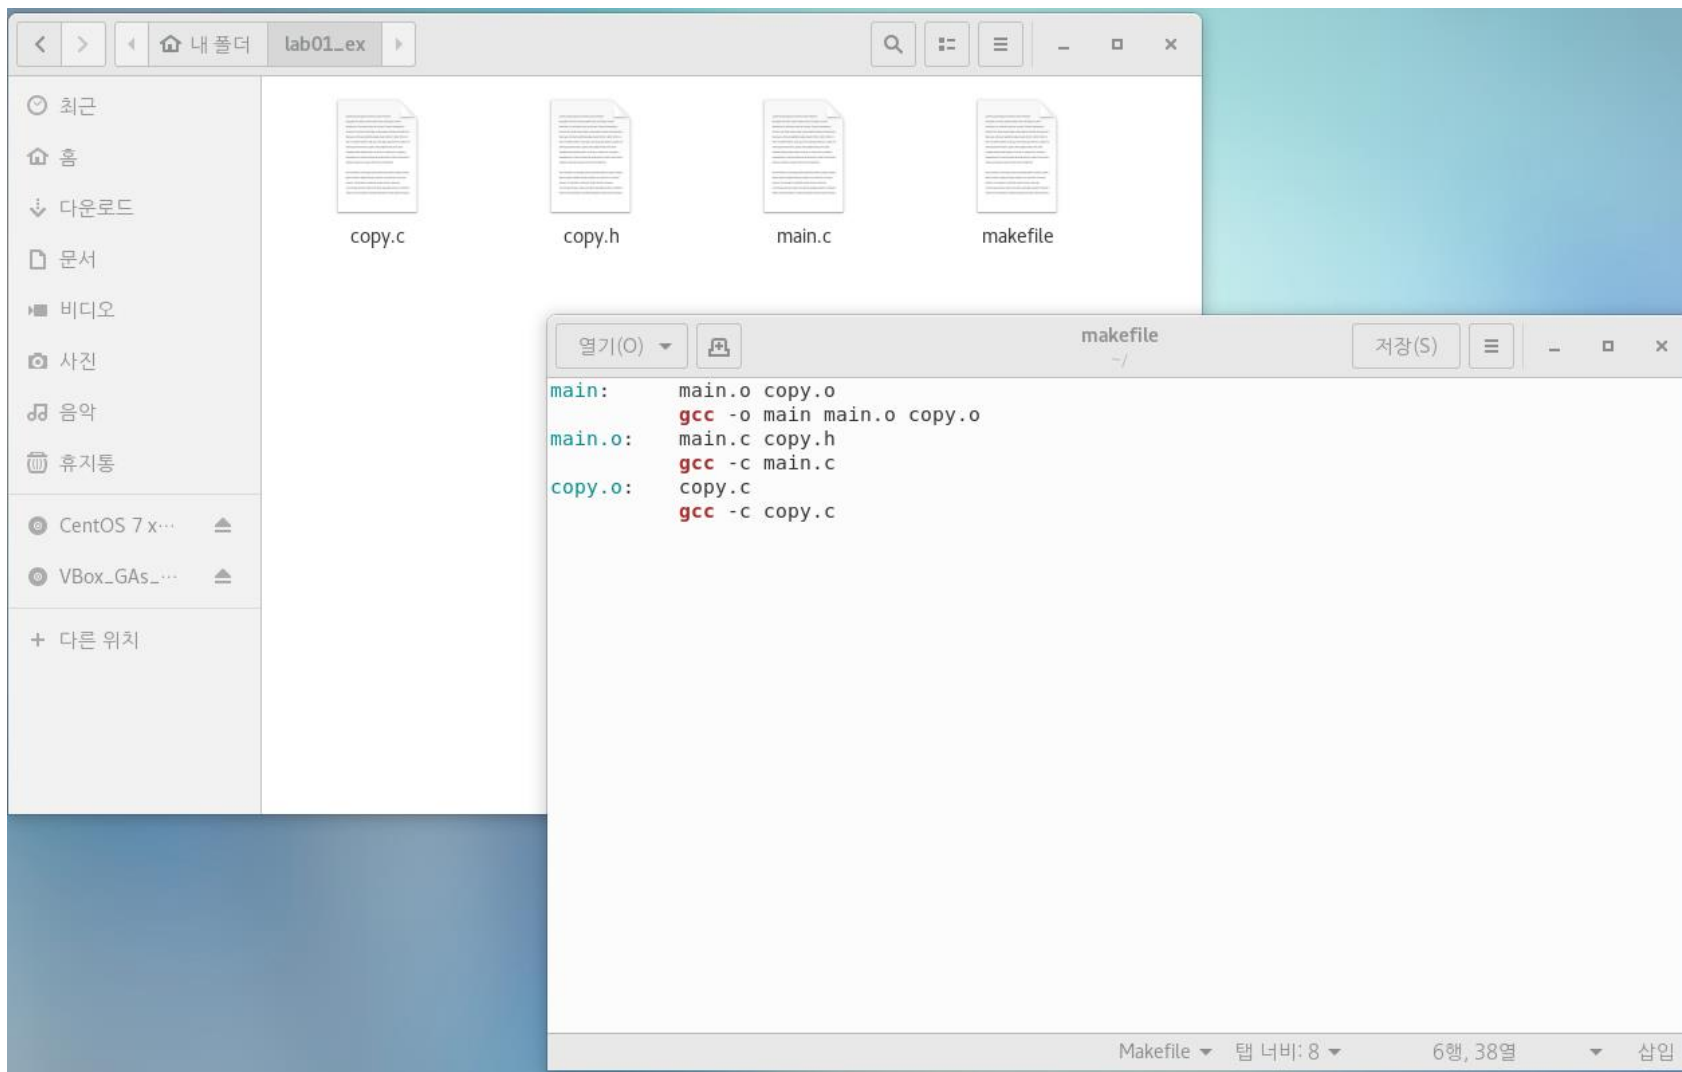 내 폴더
lab01_ex
최근
홈
다운로드
문서
비디오
사진
음악
휴지통
CentOS 7 x…
VBox_GAs_…
+ 다른 위치
copy.c
copy.h
main.c
makefile
열기(O)
makefile
~/
저장(S)
main: main.o copy.o
gcc -o main main.o copy.o
main.o: main.c copy.h
gcc -c main.c
copy.o: copy.c
gcc -c copy.c
Makefile
탭 너비: 8
6행, 38열
삽입